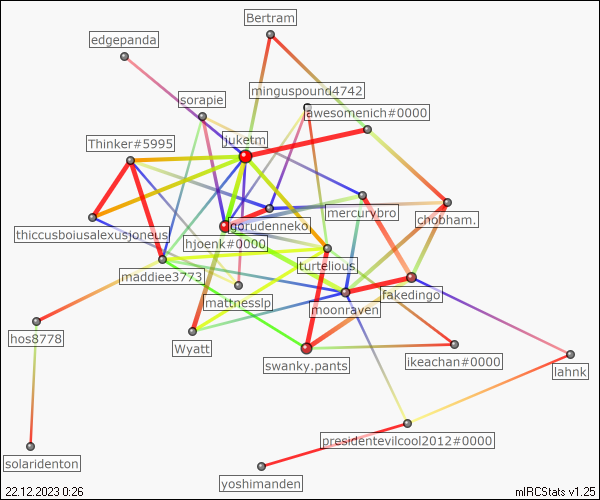 Bertram
edgepanda
minguspound4742
sorapie
awesomenich#0000
juketm
Thinker#5995
gorudenneko
mercurybro
chobham.
thiccusboiusalexusjoneus
hjoenk#0000
turtelious
maddiee3773
mattnesslp
moonraven
fakedingo
hos8778
Wyatt
swanky.pants
ikeachan#0000
lahnk
presidentevilcool2012#0000
solaridenton
yoshimanden
22.12.2023 0:26
mIRCStats v1.25